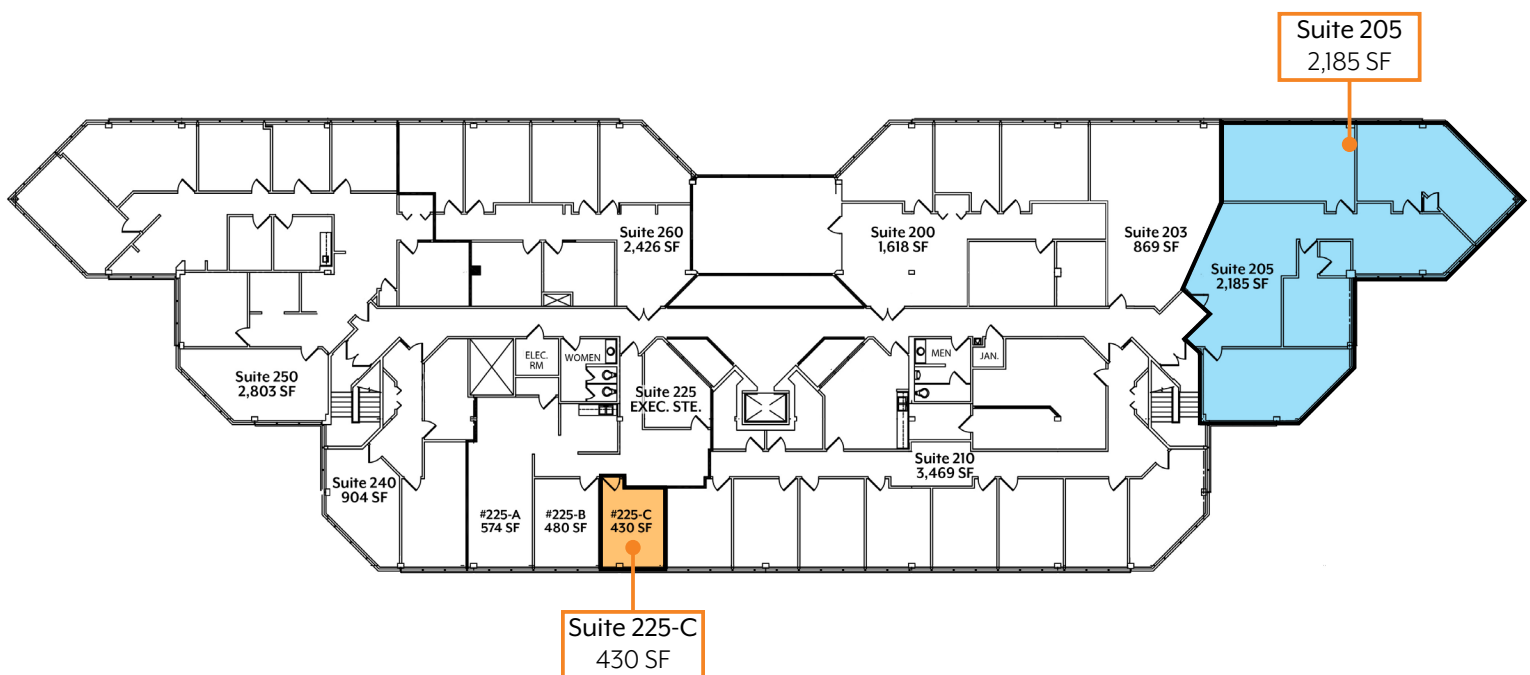 Suite 205
2,185 SF
Suite 260
2,426 SF
Suite 200
1,618 SF
Suite 203
869 SF
Suite 205
2,185 SF
ELEC.
RM
WOMEN
MEN
JAN.
Suite 250
2,803 SF
Suite 225
EXEC. STE.
Suite 210
3,469 SF
Suite 240
904 SF
#225-A
574 SF
#225-B
480 SF
#225-C
430 SF
Suite 225-C
430 SF